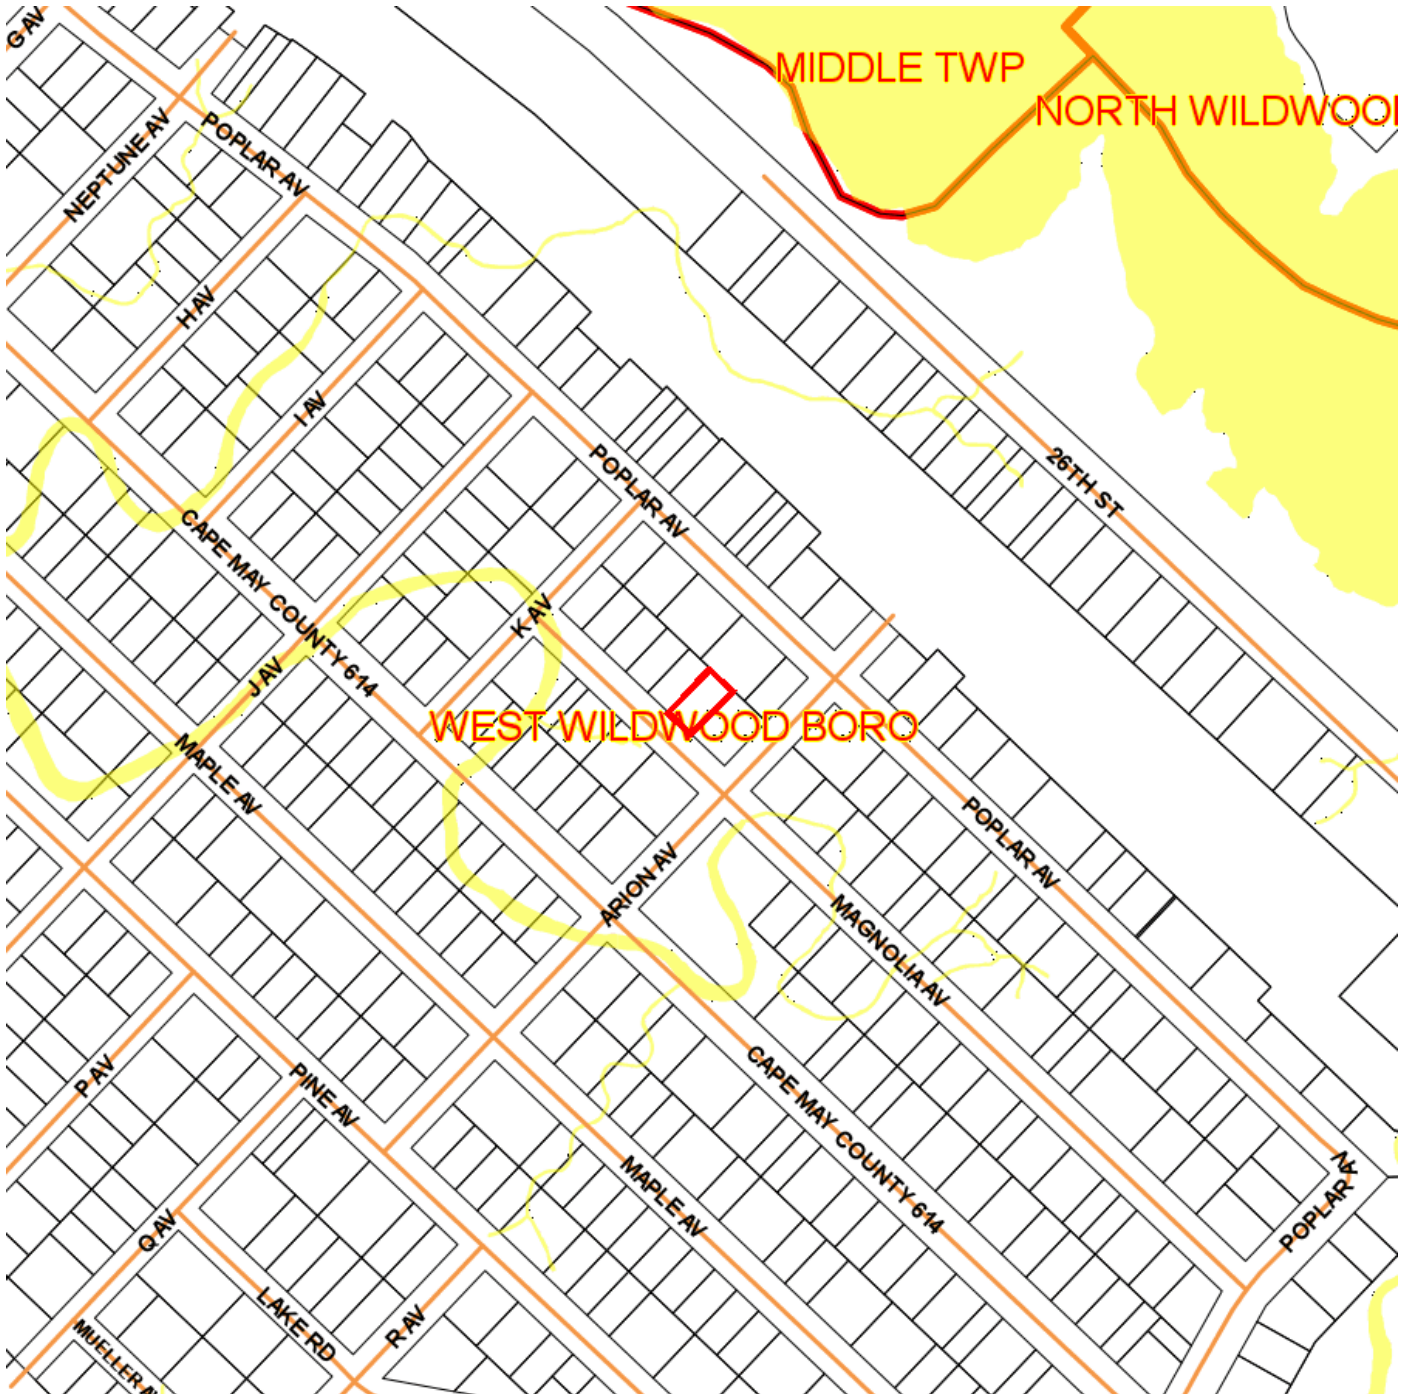 G AV
MIDDLE TWP
NORTH WILDWOO
NEPTUNE AV
POPLAR AV
H AV
I AV
POPLAR AV
26TH ST
CAPE MAY COUNTY 614
K AV
J AV
WEST WILDWOOD BORO
MAPLE AV
POPLAR AV
ARION AV
MAGNOLIA AV
P AV
PINE AV
CAPE MAY COUNTY 614
MAPLE AV
POPLAR AV
Q AV
LAKE RD
R AV
MUELLER AV